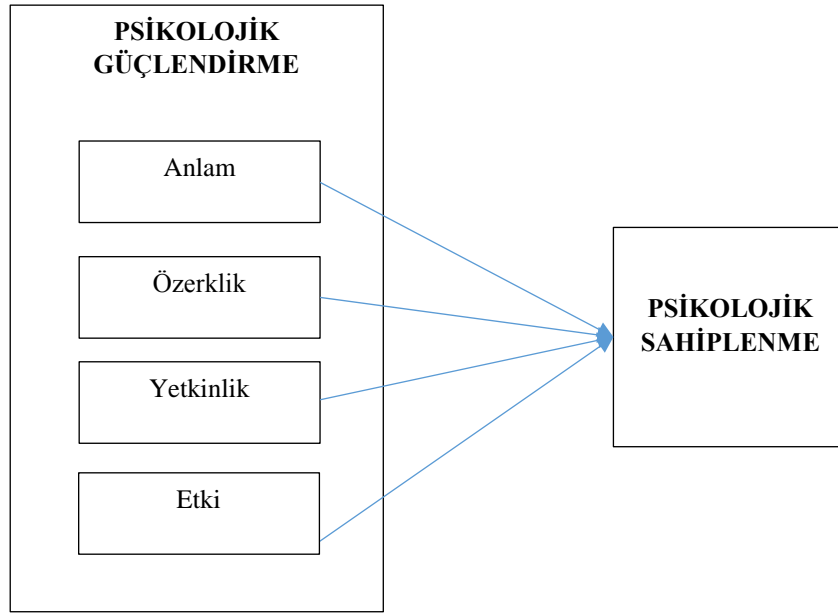 PSİKOLOJİK
GÜÇLENDİRME
Anlam
Özerklik
Yetkinlik
Etki
PSİKOLOJİK
SAHİPLENME